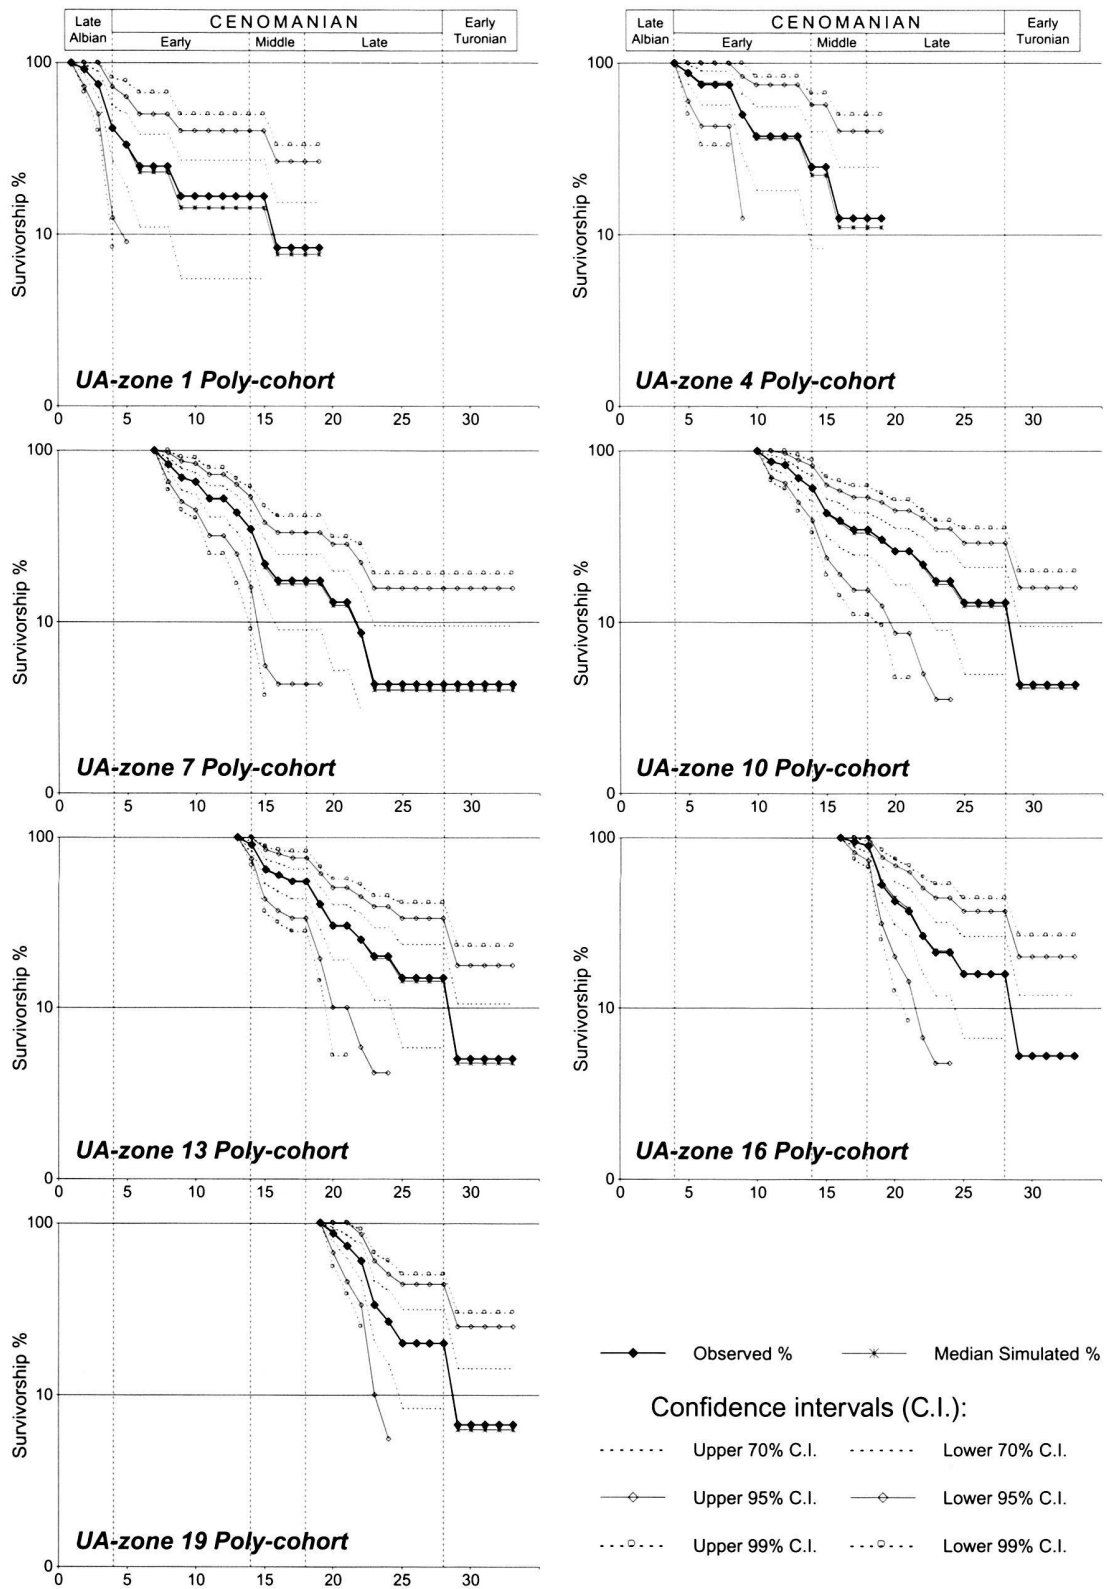 Late Albian CENOMANIAN Early Turonian
Early Middle Late
Late Albian CENOMANIAN Early Turonian
Early Middle Late
Survivorship %
100
10
0
UA-zone 1 Poly-cohort
0 5 10 15 20 25 30
Survivorship %
100
10
0
UA-zone 4 Poly-cohort
0 5 10 15 20 25 30
Survivorship %
100
10
0
UA-zone 7 Poly-cohort
0 5 10 15 20 25 30
Survivorship %
100
10
0
UA-zone 10 Poly-cohort
0 5 10 15 20 25 30
Survivorship %
100
10
0
UA-zone 13 Poly-cohort
0 5 10 15 20 25 30
Survivorship %
100
10
0
UA-zone 16 Poly-cohort
0 5 10 15 20 25 30
Survivorship %
100
10
0
UA-zone 19 Poly-cohort
0 5 10 15 20 25 30
Observed % Median Simulated %
Confidence intervals (C.I.):
Upper 70% C.I. Lower 70% C.I.
Upper 95% C.I. Lower 95% C.I.
Upper 99% C.I. Lower 99% C.I.